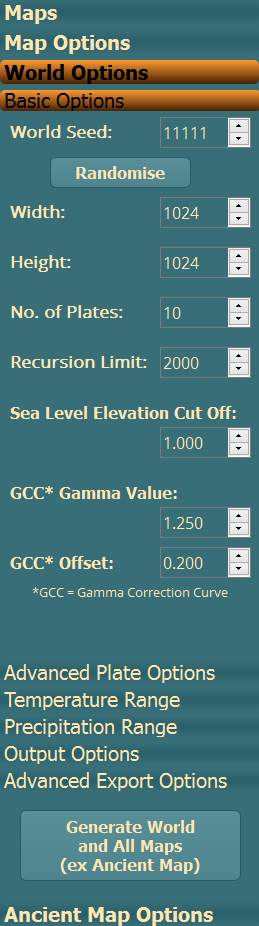 Maps
Map Options
World Options
Basic Options
World Seed: 11111
Randomise
Width: 1024
Height: 1024
No. of Plates: 10
Recursion Limit: 2000
Sea Level Elevation Cut Off:
1.000
GCC* Gamma Value:
1.250
GCC* Offset: 0.200
*GCC = Gamma Correction Curve
Advanced Plate Options
Temperature Range
Precipitation Range
Output Options
Advanced Export Options
Generate World
and All Maps
(ex Ancient Map)
Ancient Map Options